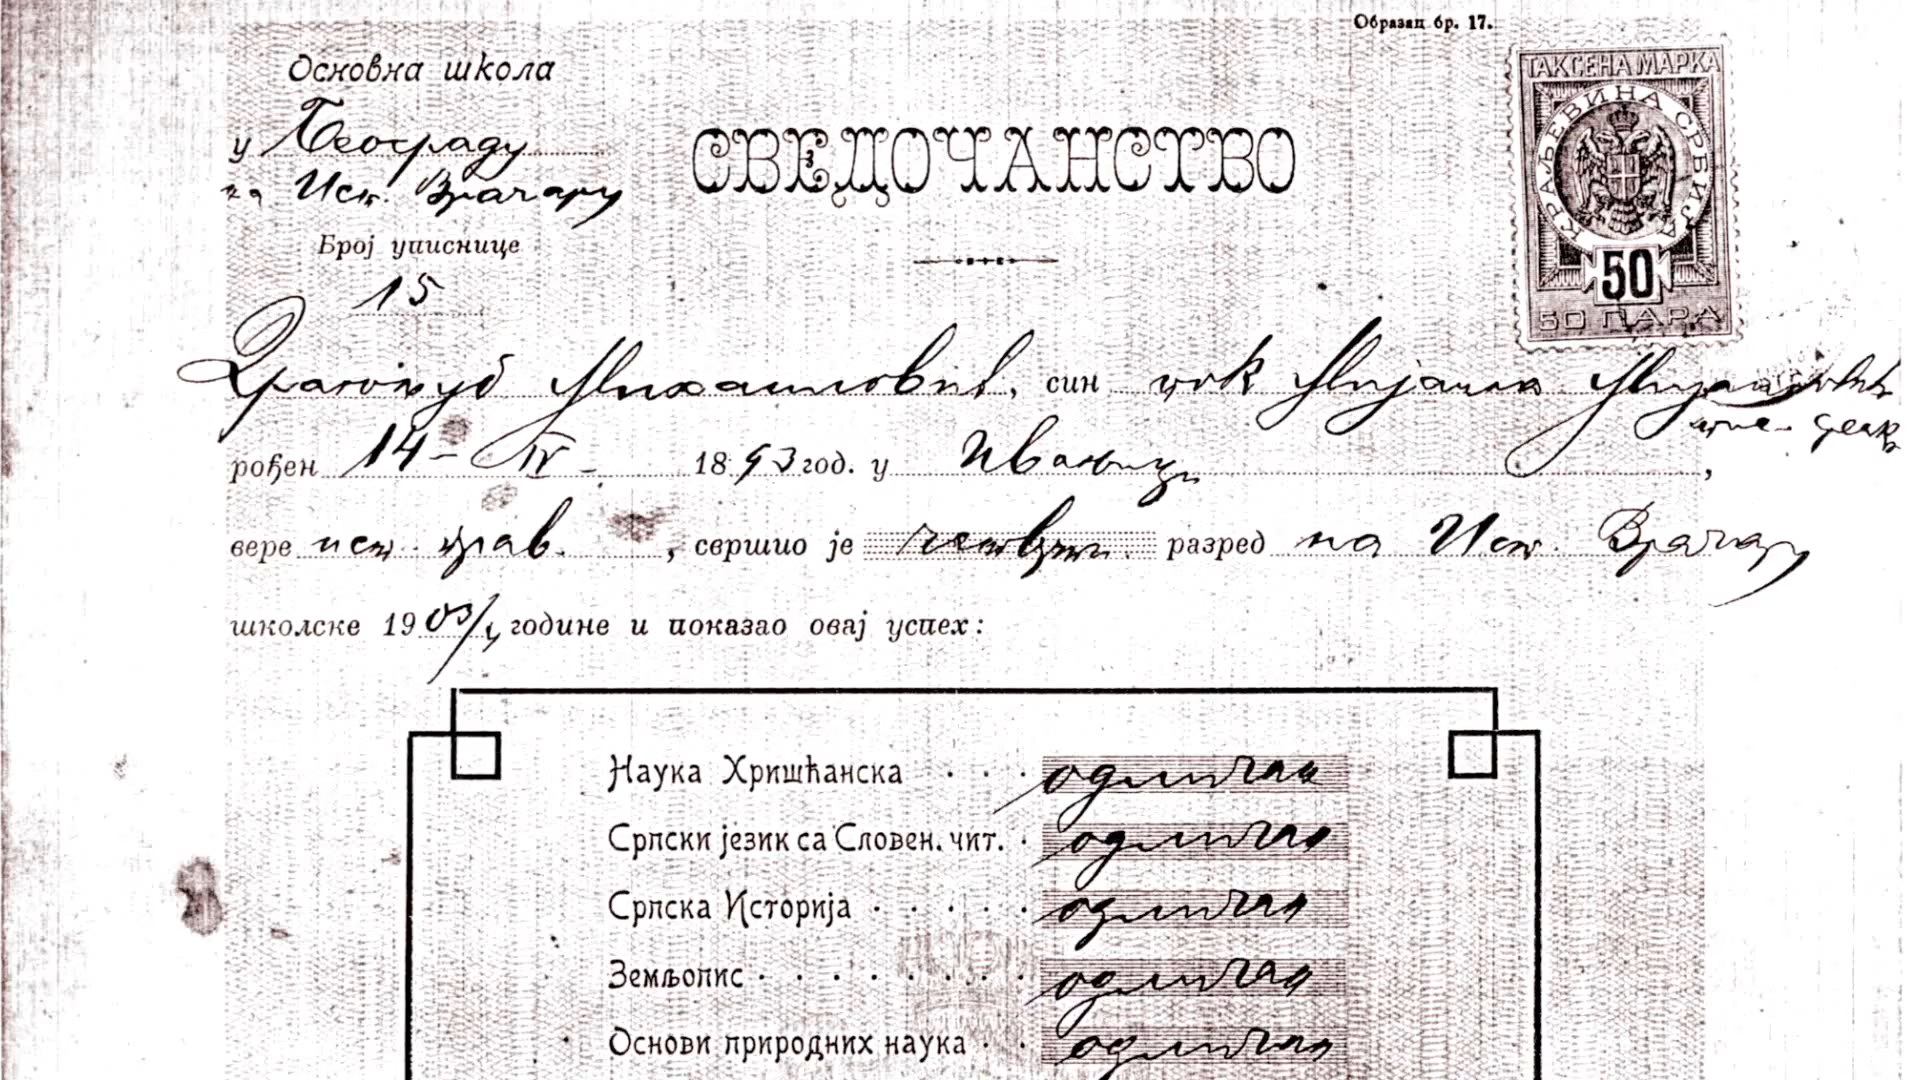 Образац бр. 17.
Основна школа
у Београду
на Ист. Врачару
СВЕДОЧАНСТВО
ТАКСЕНА МАРКА
КРАЉЕВИНА СРБИЈА
50
50 ПАРА
Број уписнице
15
Драгољуб Михаиловић, син пок Мијаила
рођен 14 - IV - 1893 год. у Ивањици,
вере ист. прав. , свршио је четврти разред на Ист. Врачару
школске 1903/4 године и показао овај успех:
Наука Хришћанска · · · одличан
Српски језик са Словен. чит. · одличан
Српска Историја · · · · · одличан
Земљопис · · · · · · · · одличан
Основи природних наука · · одличан